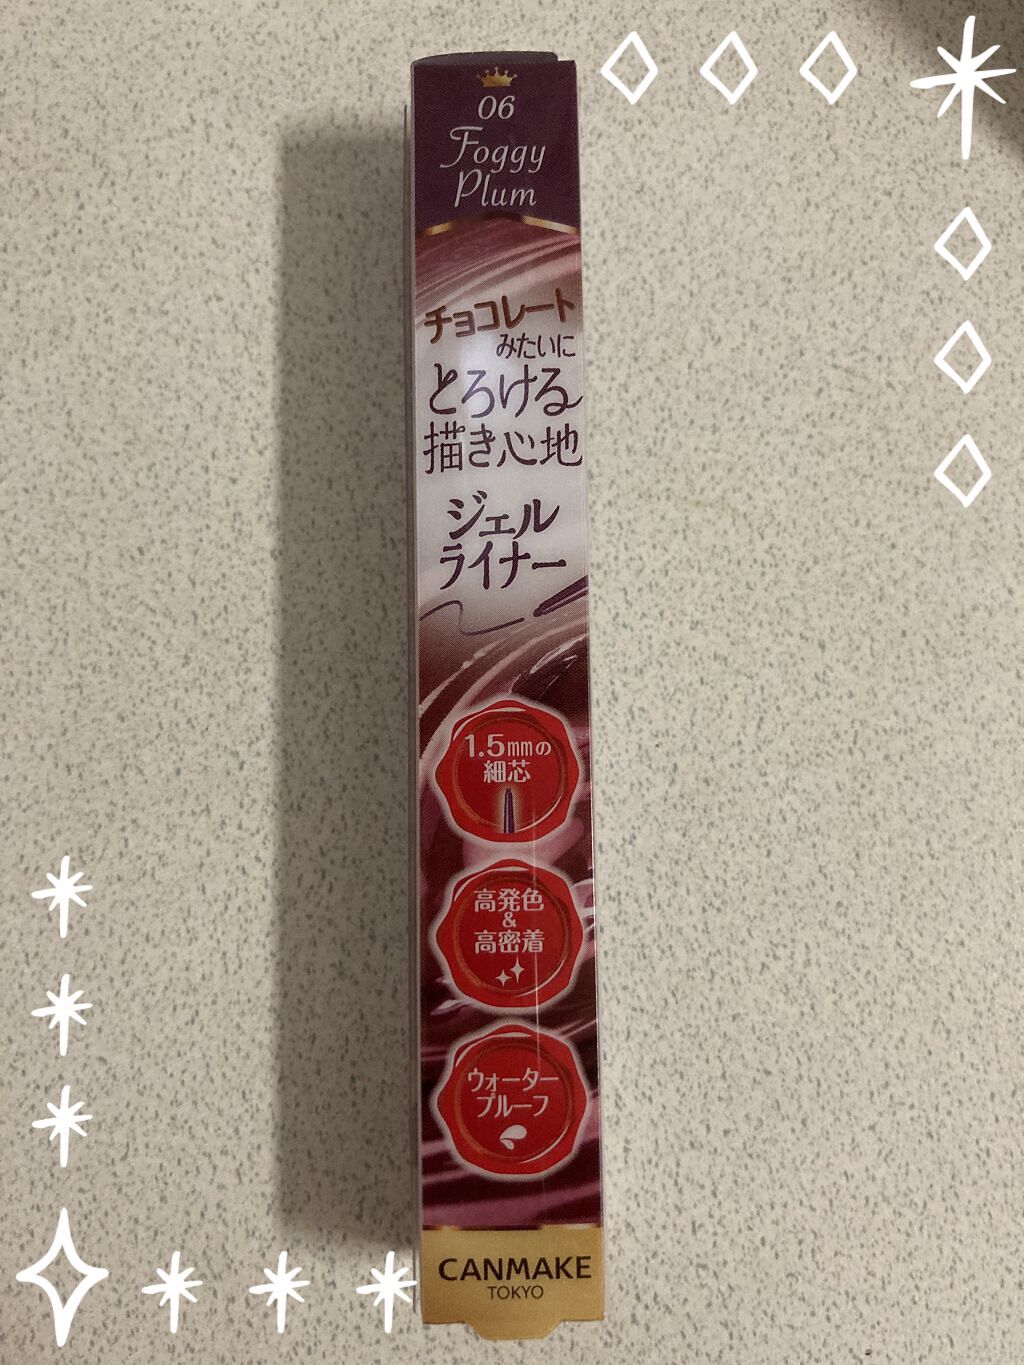 06
Foggy
Plum
チョコレート
みたいに
とろける
描き心地
ジェル
ライナー
1.5mmの
細芯
高発色
&
高密着
ウォーター
プルーフ
CANMAKE
TOKYO